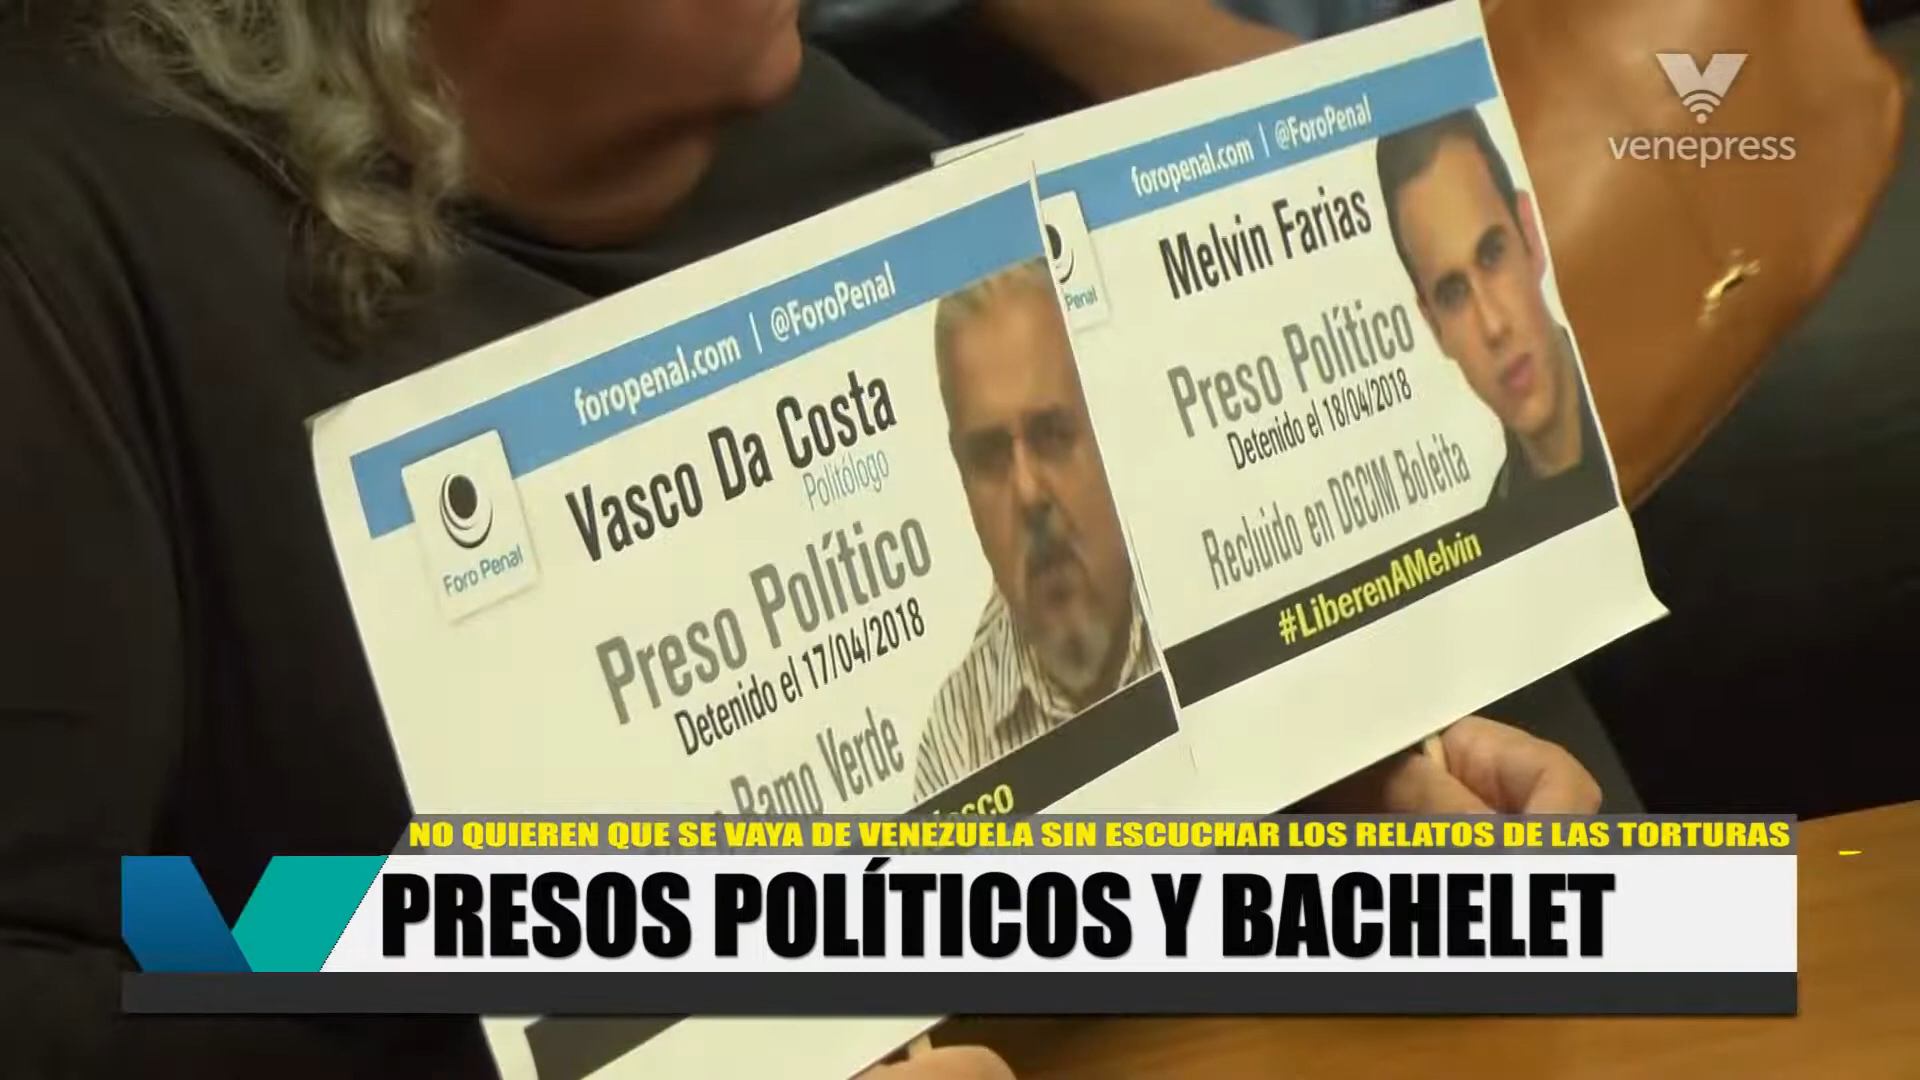 venepress
foropenal.com | @ForoPenal
Foro Penal
Vasco Da Costa
Politólogo
Preso Político
Detenido el 17/04/2018
Ramo Verde
foropenal.com | @ForoPenal
Penal
Melvin Farias
Preso Político
Detenido el 18/04/2018
Recluido en DGCIM Boleita
#LiberenAMelvin
NO QUIEREN QUE SE VAYA DE VENEZUELA SIN ESCUCHAR LOS RELATOS DE LAS TORTURAS
PRESOS POLÍTICOS Y BACHELET